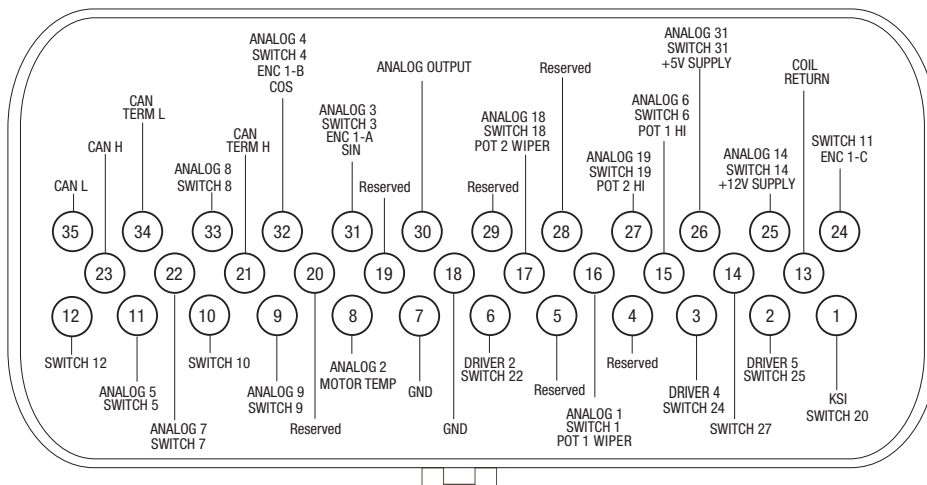 ANALOG 4
SWITCH 4
ENC 1-B
COS
ANALOG OUTPUT
Reserved
ANALOG 31
SWITCH 31
+5V SUPPLY
COIL
RETURN
CAN
TERM L
ANALOG 3
SWITCH 3
ENC 1-A
SIN
ANALOG 18
SWITCH 18
POT 2 WIPER
ANALOG 6
SWITCH 6
POT 1 HI
CAN H
CAN
TERM H
SWITCH 11
ENC 1-C
ANALOG 8
SWITCH 8
ANALOG 19
SWITCH 19
POT 2 HI
ANALOG 14
SWITCH 14
+12V SUPPLY
CAN L
Reserved
Reserved
35
34
33
32
31
30
29
28
27
26
25
24
23
22
21
20
19
18
17
16
15
14
13
12
11
10
9
8
7
6
5
4
3
2
1
SWITCH 12
ANALOG 5
SWITCH 5
SWITCH 10
ANALOG 9
SWITCH 9
ANALOG 2
MOTOR TEMP
GND
DRIVER 2
SWITCH 22
Reserved
Reserved
DRIVER 4
SWITCH 24
DRIVER 5
SWITCH 25
KSI
SWITCH 20
ANALOG 7
SWITCH 7
Reserved
GND
ANALOG 1
SWITCH 1
POT 1 WIPER
SWITCH 27